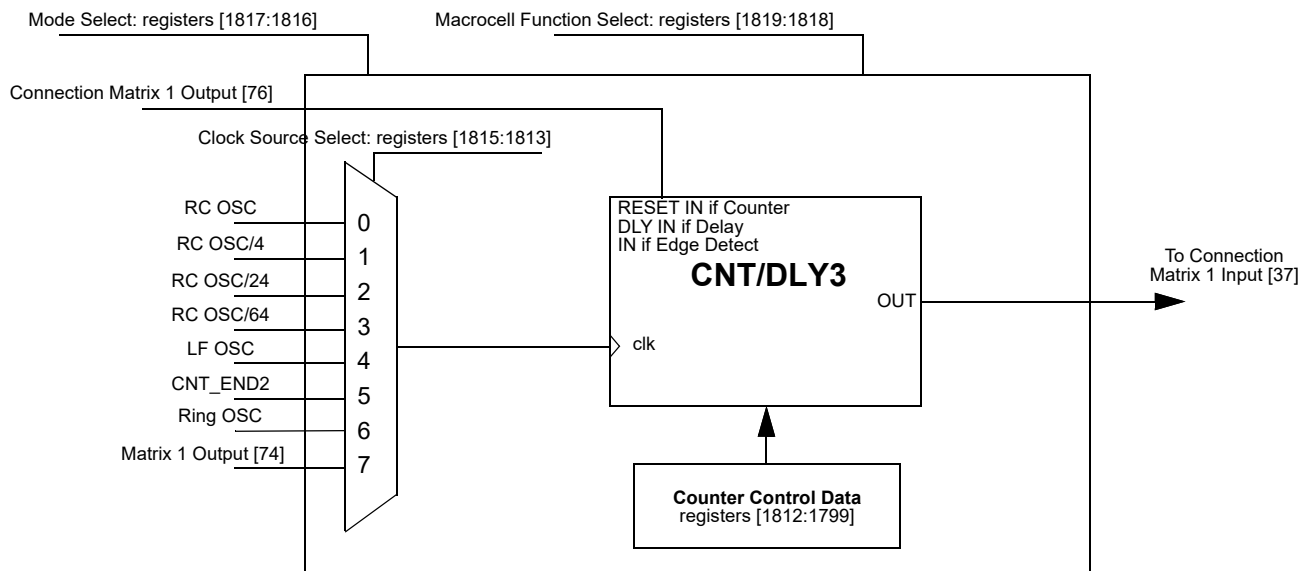 Mode Select: registers [1817:1816]
Macrocell Function Select: registers [1819:1818]
Connection Matrix 1 Output [76]
Clock Source Select: registers [1815:1813]
RC OSC
0
RC OSC/4
1
RC OSC/24
2
RC OSC/64
3
LF OSC
4
CNT_END2
5
Ring OSC
6
Matrix 1 Output [74]
7
RESET IN if Counter
DLY IN if Delay
IN if Edge Detect
CNT/DLY3
OUT
clk
To Connection
Matrix 1 Input [37]
Counter Control Data
registers [1812:1799]